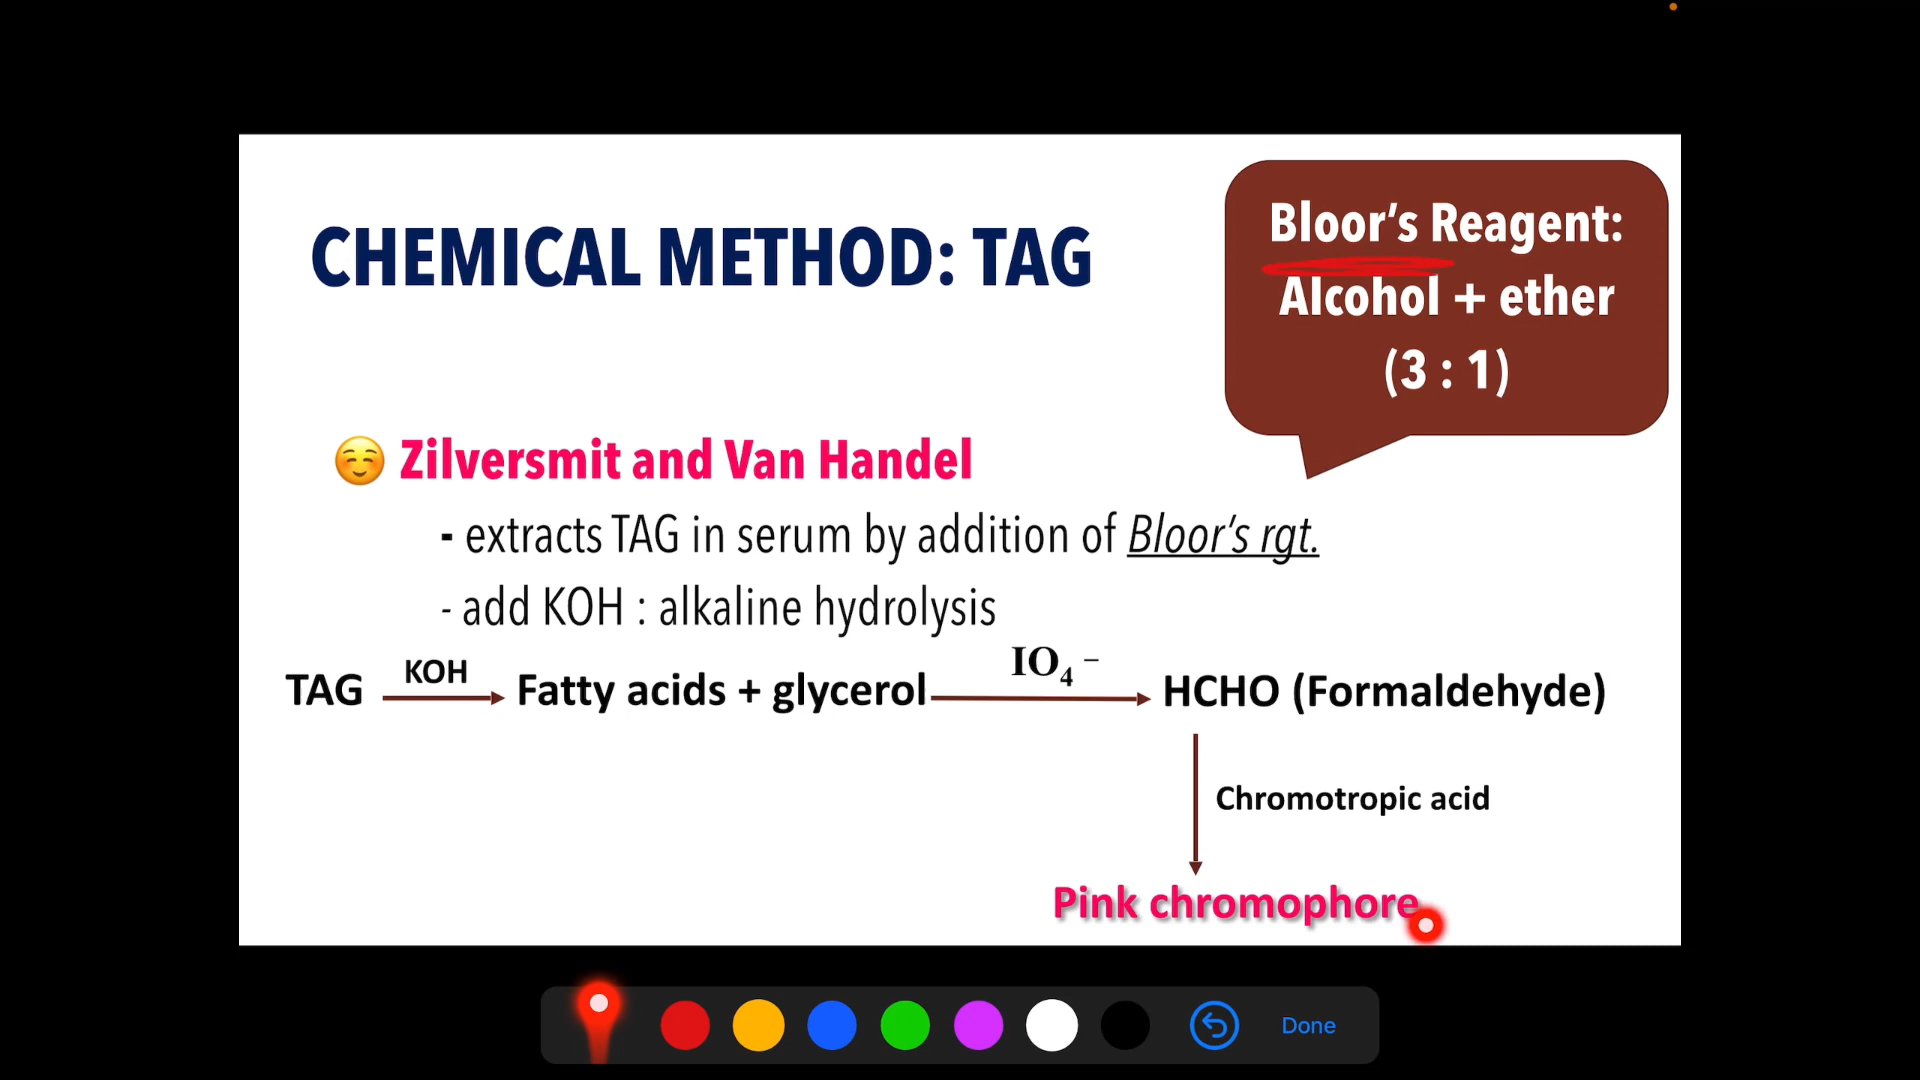 CHEMICAL METHOD: TAG
Bloor’s Reagent:
Alcohol + ether
(3 : 1)
☺️ Zilversmit and Van Handel
- extracts TAG in serum by addition of Bloor’s rgt.
- add KOH : alkaline hydrolysis
TAG KOH Fatty acids + glycerol IO₄⁻ HCHO (Formaldehyde)
Chromotropic acid
Pink chromophore
Done